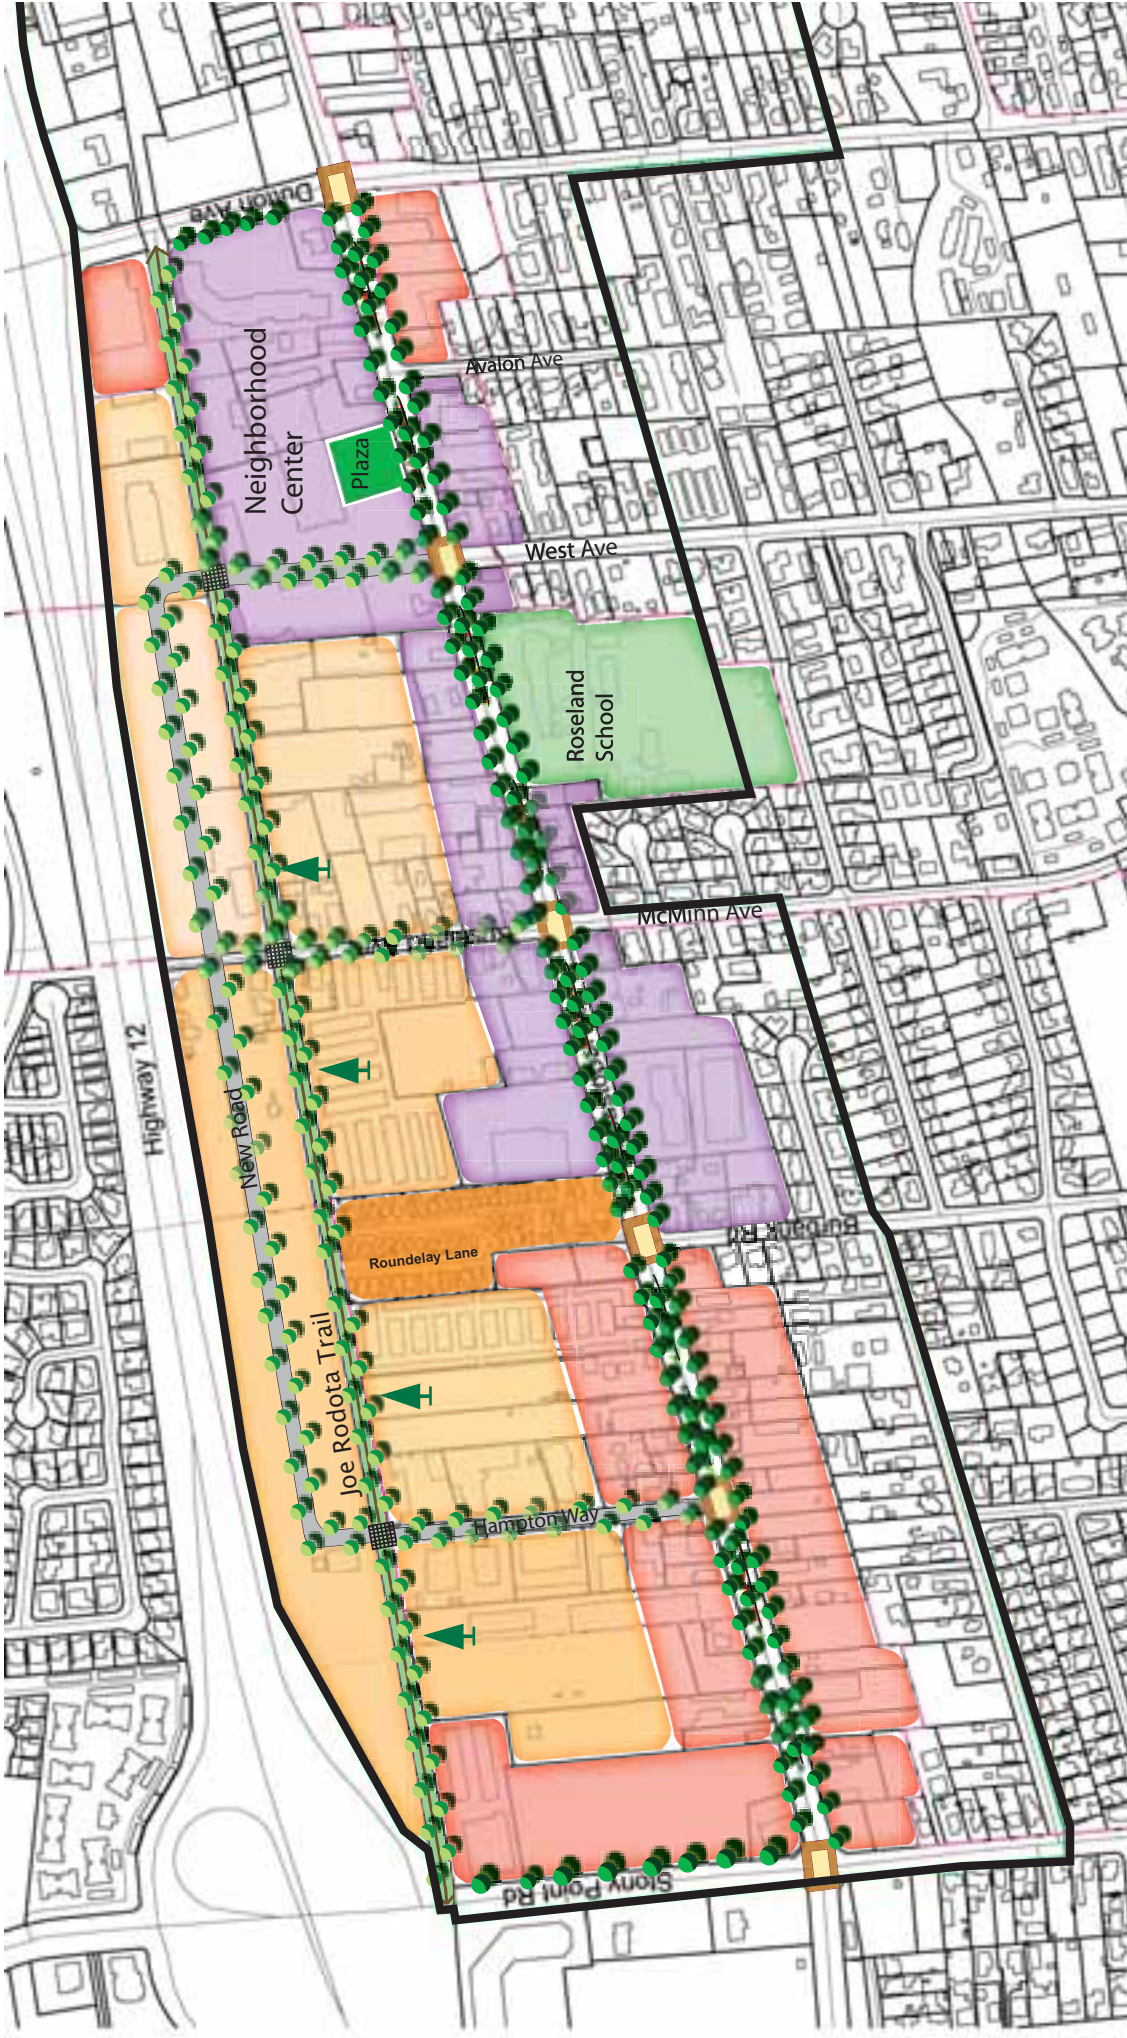 Dutton Ave
Neighborhood
Center
Plaza
Avalon Ave
West Ave
Roseland
School
McMinn Ave
Highway 12
New Road
Burbank
Roundelay Lane
Joe Rodota Trail
Hampton Way
Stony Point Rd